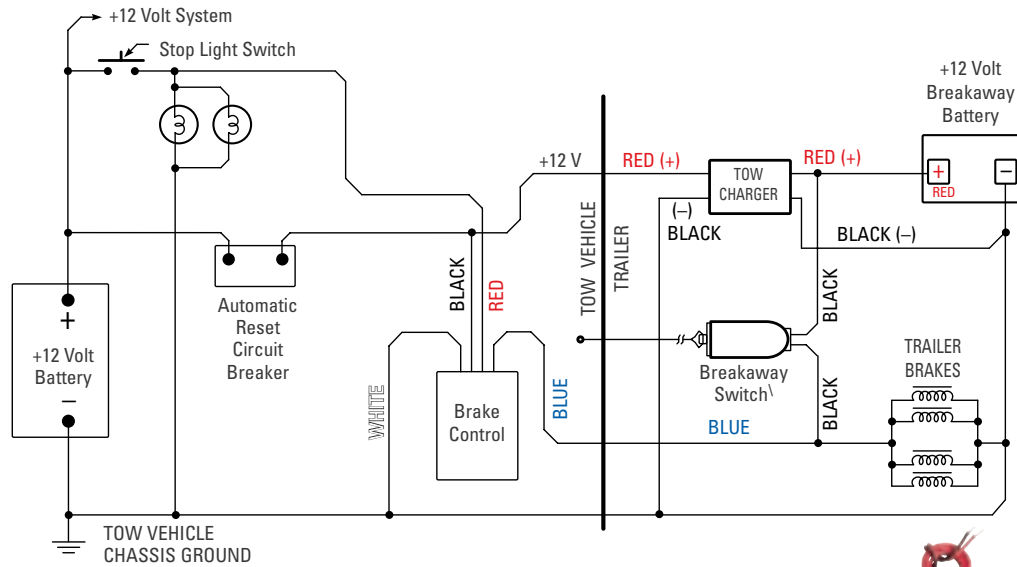 +12 Volt System
Stop Light Switch
+12 Volt
Breakaway
Battery
+12 V
RED (+)
TOW
CHARGER
RED (+)
+
RED
−
(–)
BLACK
BLACK (–)
TOW VEHICLE
TRAILER
BLACK
RED
BLACK
Automatic
Reset
Circuit
Breaker
+
+12 Volt
Battery
−
WHITE
Brake
Control
BLUE
Breakaway
Switch\
BLACK
BLUE
TRAILER
BRAKES
TOW VEHICLE
CHASSIS GROUND